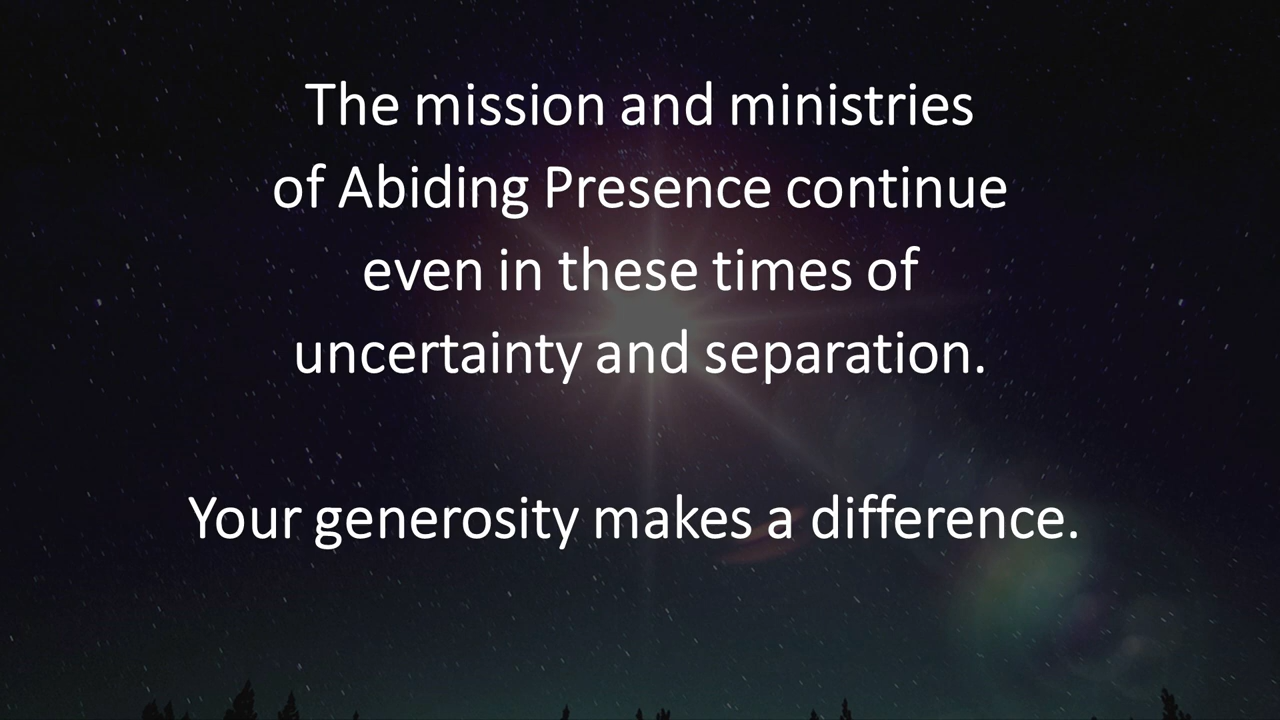 The mission and ministries
of Abiding Presence continue
even in these times of
uncertainty and separation.
Your generosity makes a difference.